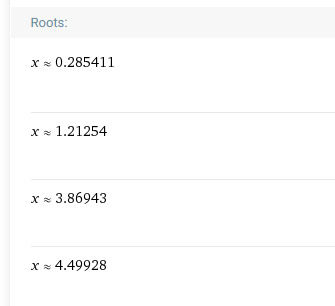 Roots:
x ≈ 0.285411
x ≈ 1.21254
x ≈ 3.86943
x ≈ 4.49928